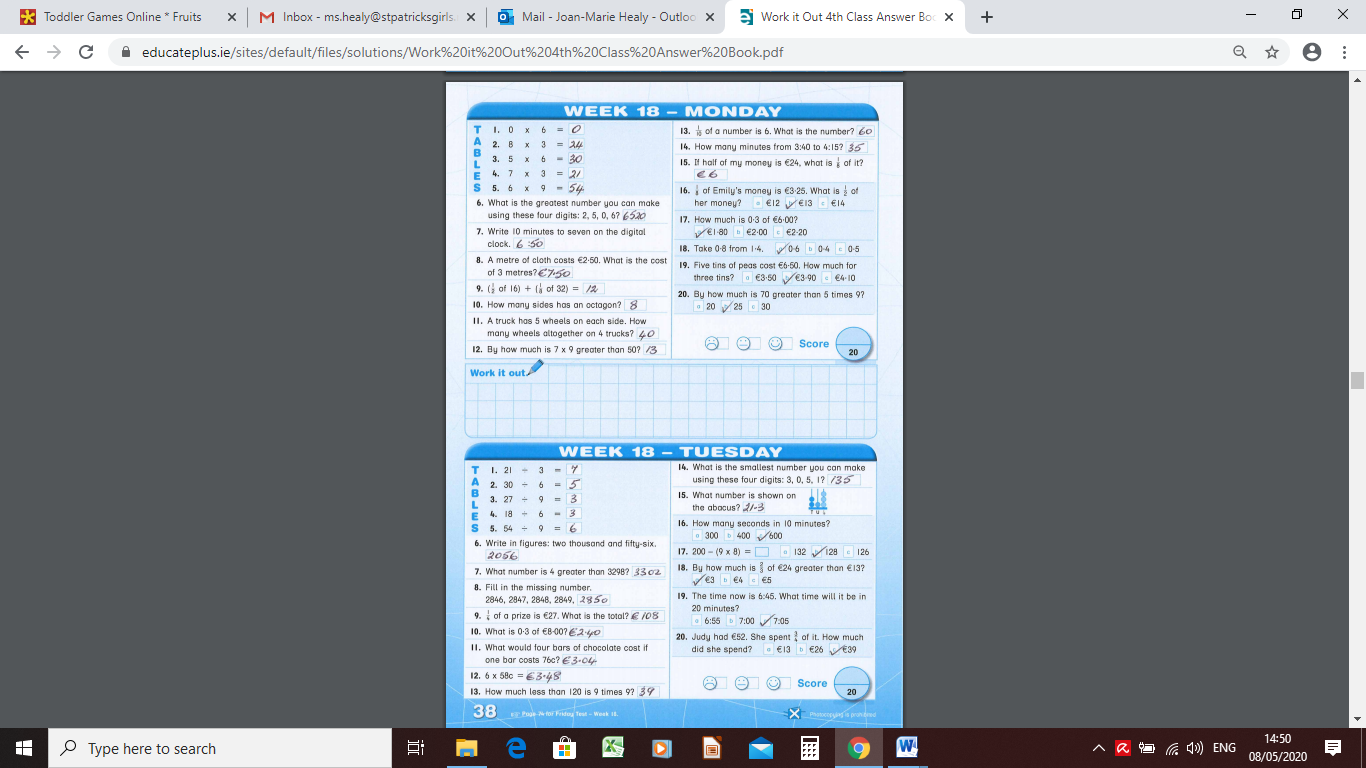 Toddler Games Online * Fruits
Inbox - ms.healy@stpatricksgirls.
Mail - Joan-Marie Healy - Outloo
Work it Out 4th Class Answer Boo
educateplus.ie/sites/default/files/solutions/Work%20it%20Out%204th%20Class%20Answer%20Book.pdf
WEEK 18 – MONDAY
TABLES
1. 0 x 6 = 0
2. 8 x 3 = 24
3. 5 x 6 = 30
4. 7 x 3 = 21
5. 6 x 9 = 54
6. What is the greatest number you can make
using these four digits: 2, 5, 0, 6? 6520
7. Write 10 minutes to seven on the digital
clock. 6:50
8. A metre of cloth costs €2·50. What is the cost
of 3 metres? €7·50
9. (1/2 of 16) + (1/8 of 32) = 12
10. How many sides has an octagon? 8
11. A truck has 5 wheels on each side. How
many wheels altogether on 4 trucks? 40
12. By how much is 7 x 9 greater than 50? 13
13. 1/10 of a number is 6. What is the number? 60
14. How many minutes from 3:40 to 4:15? 35
15. If half of my money is €24, what is 1/8 of it?
€6
16. 1/8 of Emily's money is €3·25. What is 1/2 of
her money? a €12 €13 c €14
17. How much is 0·3 of €6·00?
€1·80 b €2·00 c €2·20
18. Take 0·8 from 1·4. 0·6 b 0·4 c 0·5
19. Five tins of peas cost €6·50. How much for
three tins? a €3·50 €3·90 c €4·10
20. By how much is 70 greater than 5 times 9?
a 20 25 c 30
Score
20
Work it out
WEEK 18 – TUESDAY
TABLES
1. 21 ÷ 3 = 7
2. 30 ÷ 6 = 5
3. 27 ÷ 9 = 3
4. 18 ÷ 6 = 3
5. 54 ÷ 9 = 6
6. Write in figures: two thousand and fifty-six.
2056
7. What number is 4 greater than 3298? 3302
8. Fill in the missing number.
2846, 2847, 2848, 2849, 2850
9. 1/4 of a prize is €27. What is the total? €108
10. What is 0·3 of €8·00? €2·40
11. What would four bars of chocolate cost if
one bar costs 76c? €3·04
12. 6 x 58c = €3·48
13. How much less than 120 is 9 times 9? 39
14. What is the smallest number you can make
using these four digits: 3, 0, 5, 1? 135
15. What number is shown on
the abacus? 21·3
16. How many seconds in 10 minutes?
a 300 b 400 600
17. 200 – (9 x 8) = a 132 128 c 126
18. By how much is 2/3 of €24 greater than €13?
€3 b €4 c €5
19. The time now is 6:45. What time will it be in
20 minutes?
a 6:55 b 7:00 7:05
20. Judy had €52. She spent 3/4 of it. How much
did she spend? a €13 b €26 €39
Score
20
38
Page 74 for Friday Test – Week 18.
Photocopying is prohibited
Type here to search
ENG
14:50
08/05/2020